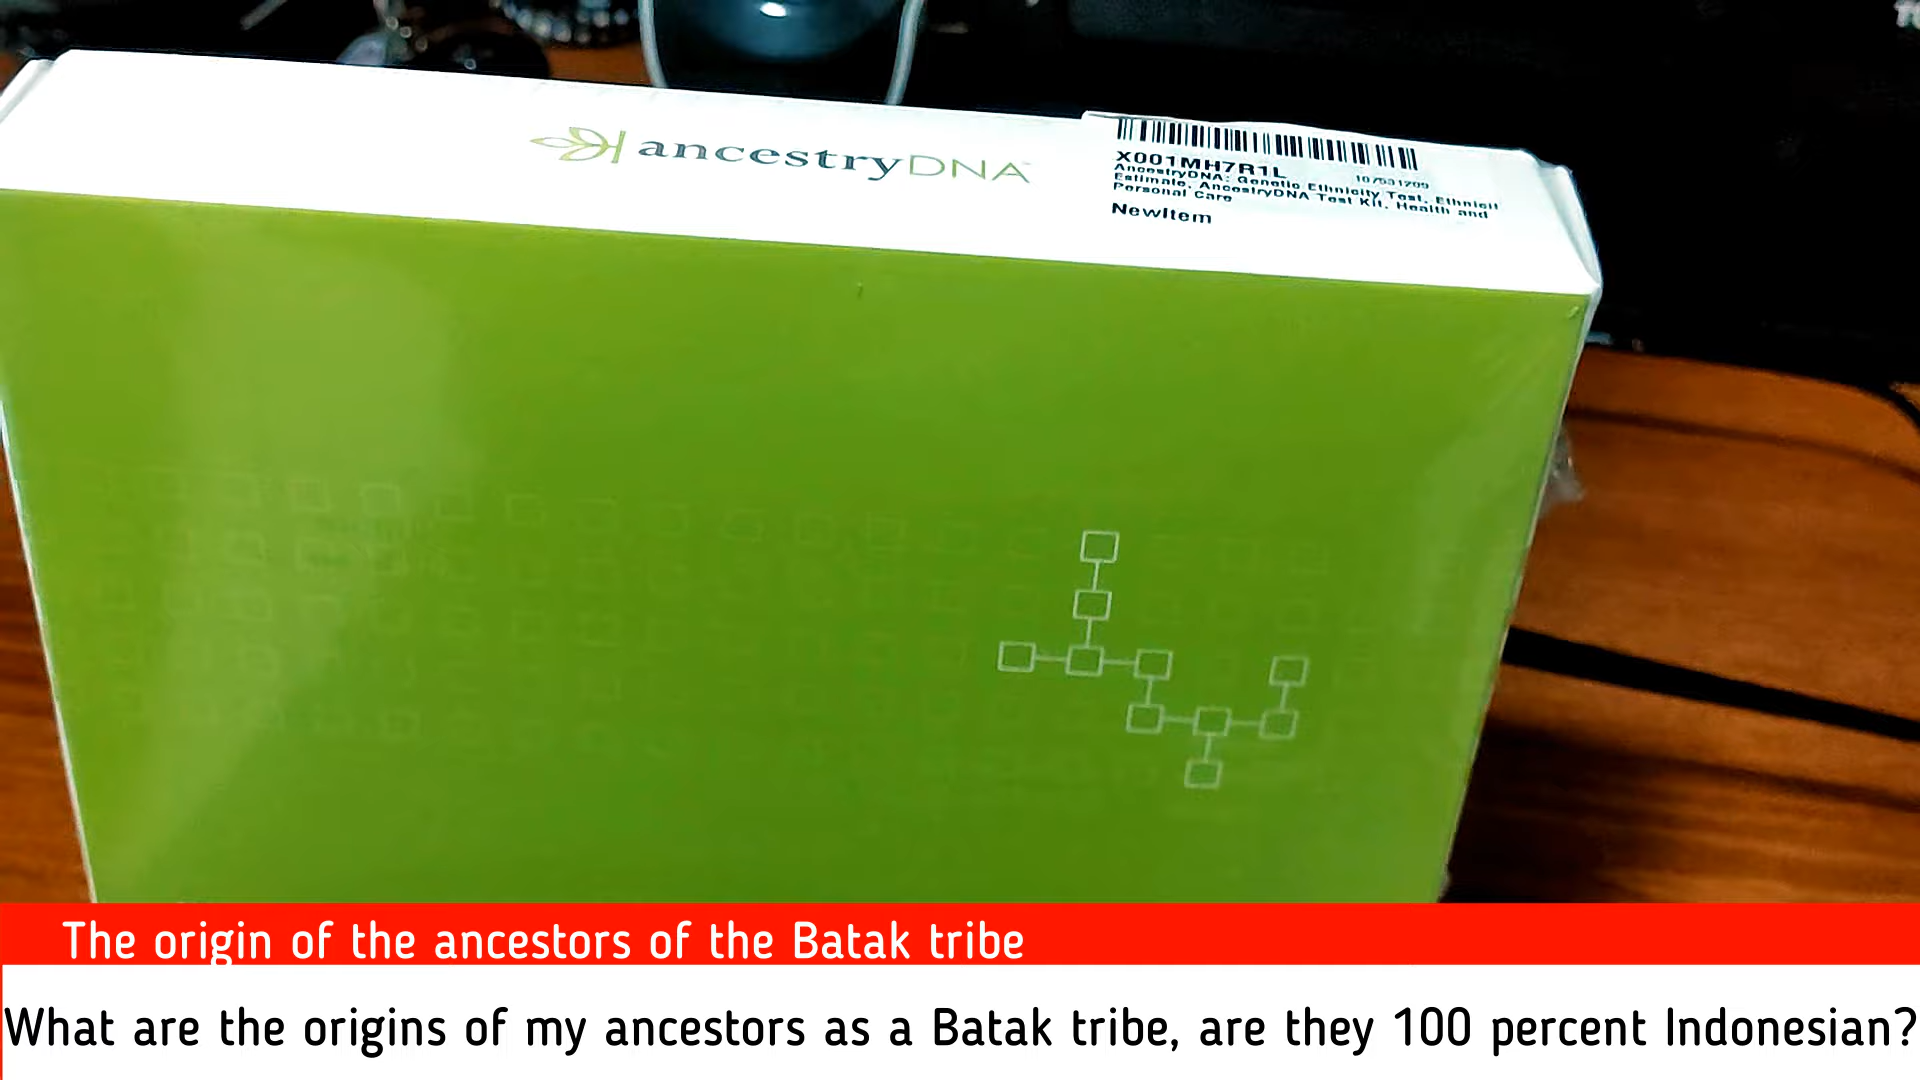 ancestryDNA
X001MH7R1L
107531299
AncestryDNA: Genetic Ethnicity Test, Ethnicit
Estimate, AncestryDNA Test Kit, Health and
Personal Care
NewItem
The origin of the ancestors of the Batak tribe
What are the origins of my ancestors as a Batak tribe, are they 100 percent Indonesian?